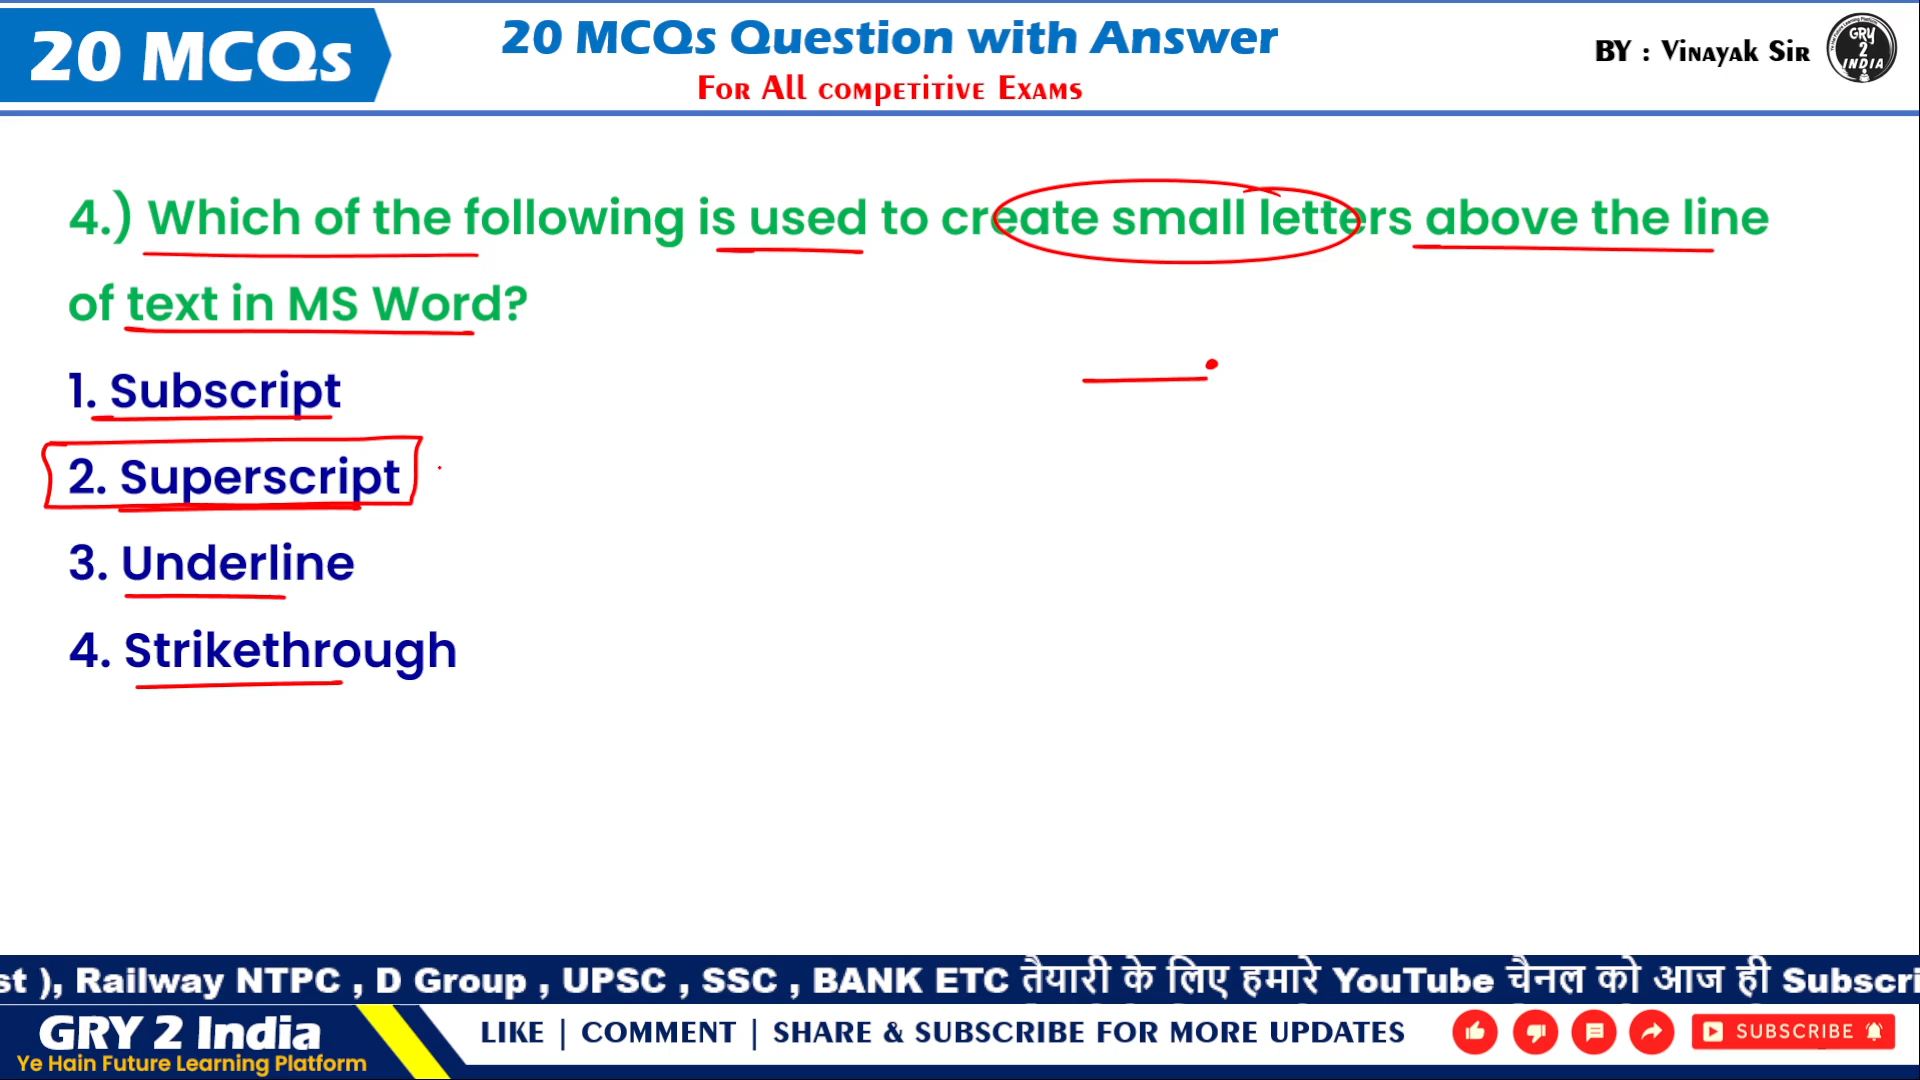 20 MCQs
20 MCQs Question with Answer
For All competitive Exams
BY : Vinayak Sir
GRY
2
INDIA
4.) Which of the following is used to create small letters above the line
of text in MS Word?
1. Subscript
2. Superscript
3. Underline
4. Strikethrough
st ), Railway NTPC , D Group , UPSC , SSC , BANK ETC तैयारी के लिए हमारे YouTube चैनल को आज ही Subscri
GRY 2 India
Ye Hain Future Learning Platform
LIKE | COMMENT | SHARE & SUBSCRIBE FOR MORE UPDATES
SUBSCRIBE